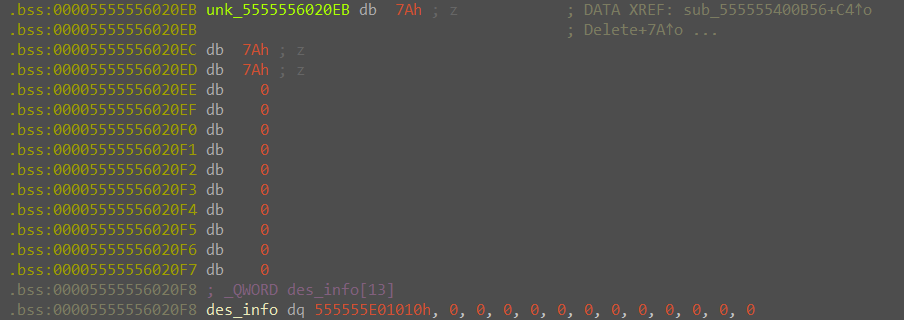 .bss:00005555556020EB unk_5555556020EB db  7Ah ; z                ; DATA XREF: sub_555555400B56+C4↑o
.bss:00005555556020EB                                             ; Delete+7A↑o ...
.bss:00005555556020EC db  7Ah ; z
.bss:00005555556020ED db  7Ah ; z
.bss:00005555556020EE db    0
.bss:00005555556020EF db    0
.bss:00005555556020F0 db    0
.bss:00005555556020F1 db    0
.bss:00005555556020F2 db    0
.bss:00005555556020F3 db    0
.bss:00005555556020F4 db    0
.bss:00005555556020F5 db    0
.bss:00005555556020F6 db    0
.bss:00005555556020F7 db    0
.bss:00005555556020F8 ; _QWORD des_info[13]
.bss:00005555556020F8 des_info dq 555555E01010h, 0, 0, 0, 0, 0, 0, 0, 0, 0, 0, 0, 0